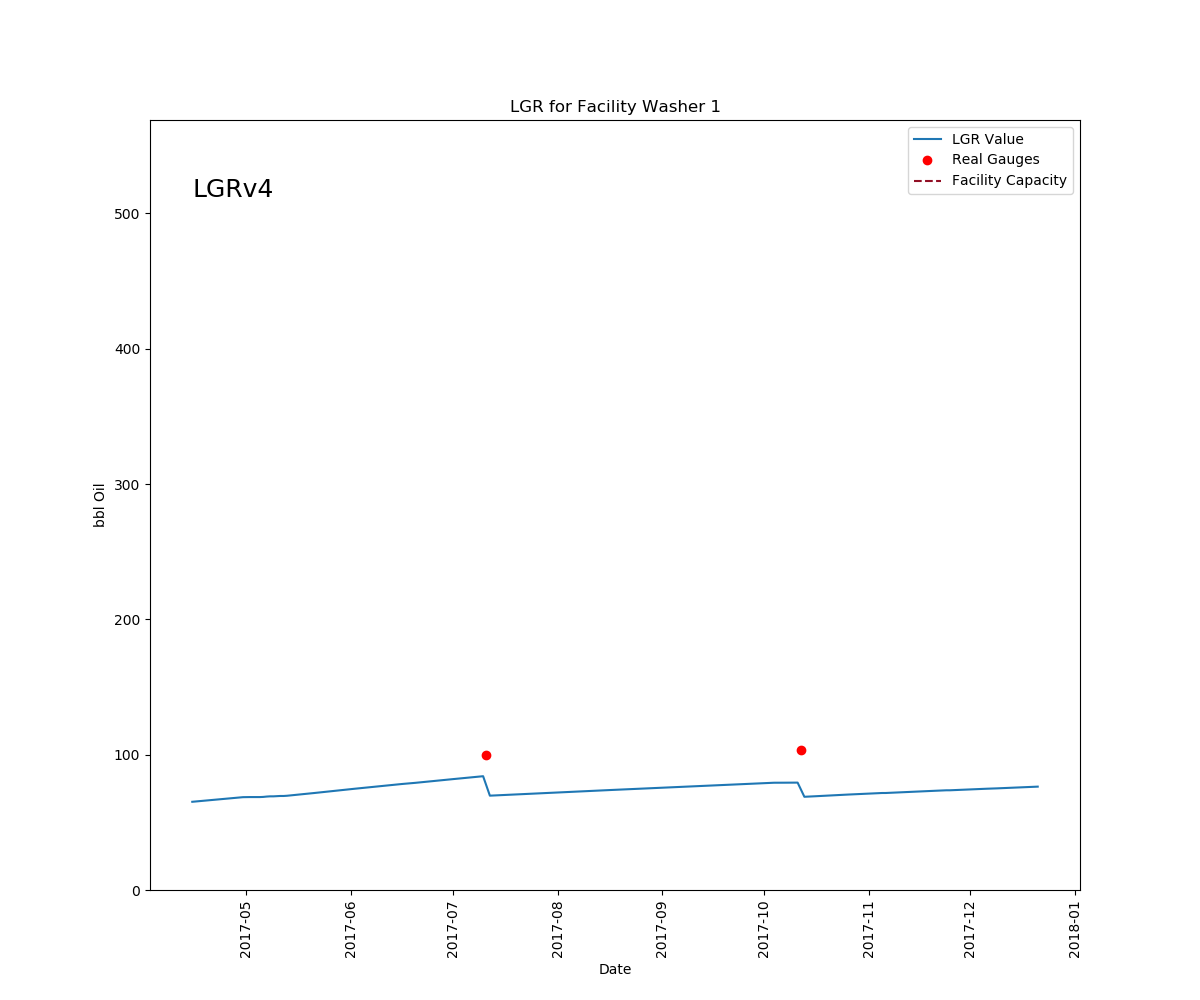 LGR for Facility Washer 1
LGR Value
Real Gauges
Facility Capacity
LGRv4
500
400
300
200
100
0
bbl Oil
2017-05
2017-06
2017-07
2017-08
2017-09
2017-10
2017-11
2017-12
2018-01
Date